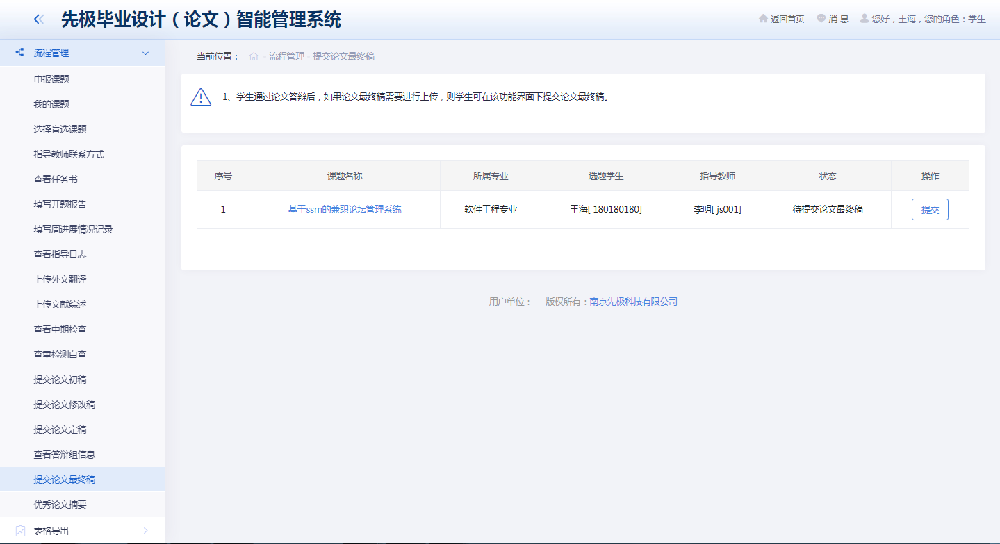 先极毕业设计（论文）智能管理系统
返回首页 消 息 您好，王海，您的角色：学生
流程管理
申报课题
我的课题
选择盲选课题
指导教师联系方式
查看任务书
填写开题报告
填写周进展情况记录
查看指导日志
上传外文翻译
上传文献综述
查看中期检查
查重检测自查
提交论文初稿
提交论文修改稿
提交论文定稿
查看答辩组信息
提交论文最终稿
优秀论文摘要
表格导出
当前位置： 流程管理 提交论文最终稿
1、学生通过论文答辩后，如果论文最终稿需要进行上传，则学生可在该功能界面下提交论文最终稿。
序号 课题名称 所属专业 选题学生 指导教师 状态 操作
1 基于ssm的兼职论坛管理系统 软件工程专业 王海[ 180180180] 李明[ js001] 待提交论文最终稿 提交
用户单位： 版权所有：南京先极科技有限公司